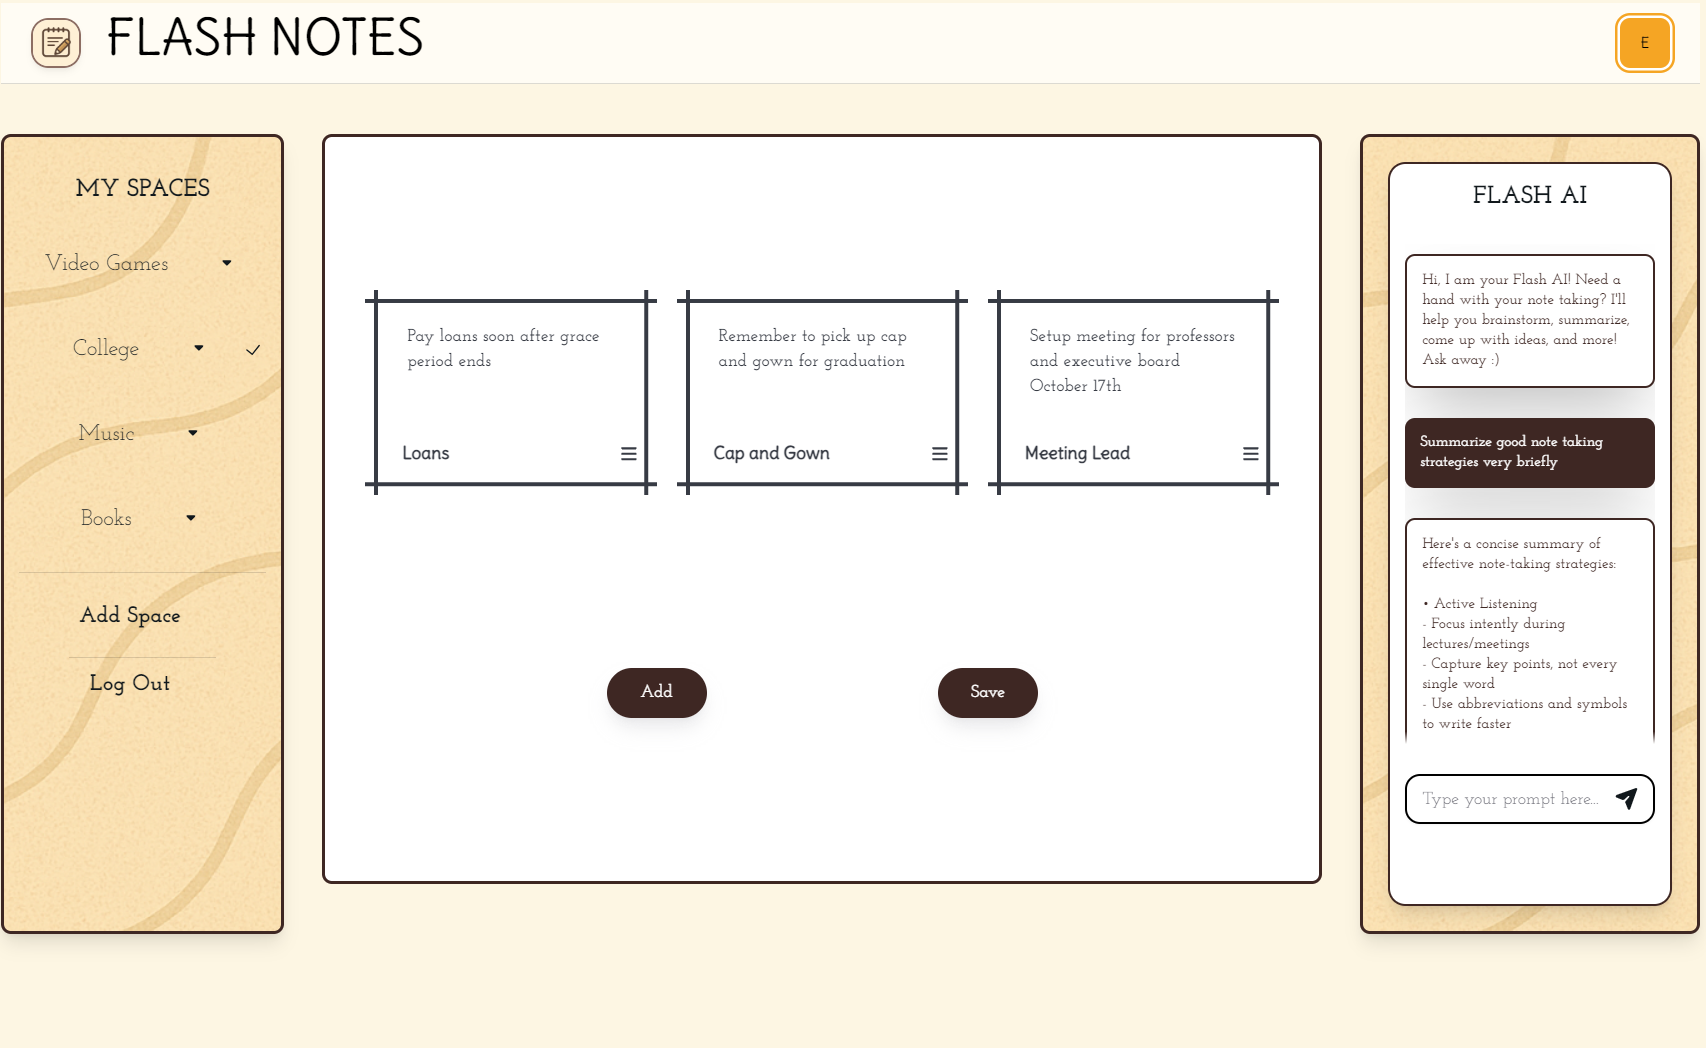 FLASH NOTES
E
MY SPACES
Video Games
College
Music
Books
Add Space
Log Out
Pay loans soon after grace
period ends
Loans
Remember to pick up cap
and gown for graduation
Cap and Gown
Setup meeting for professors
and executive board
October 17th
Meeting Lead
Add
Save
FLASH AI
Hi, I am your Flash AI! Need a
hand with your note taking? I'll
help you brainstorm, summarize,
come up with ideas, and more!
Ask away :)
Summarize good note taking
strategies very briefly
Here's a concise summary of
effective note-taking strategies:
• Active Listening
- Focus intently during
lectures/meetings
- Capture key points, not every
single word
- Use abbreviations and symbols
to write faster
Type your prompt here...